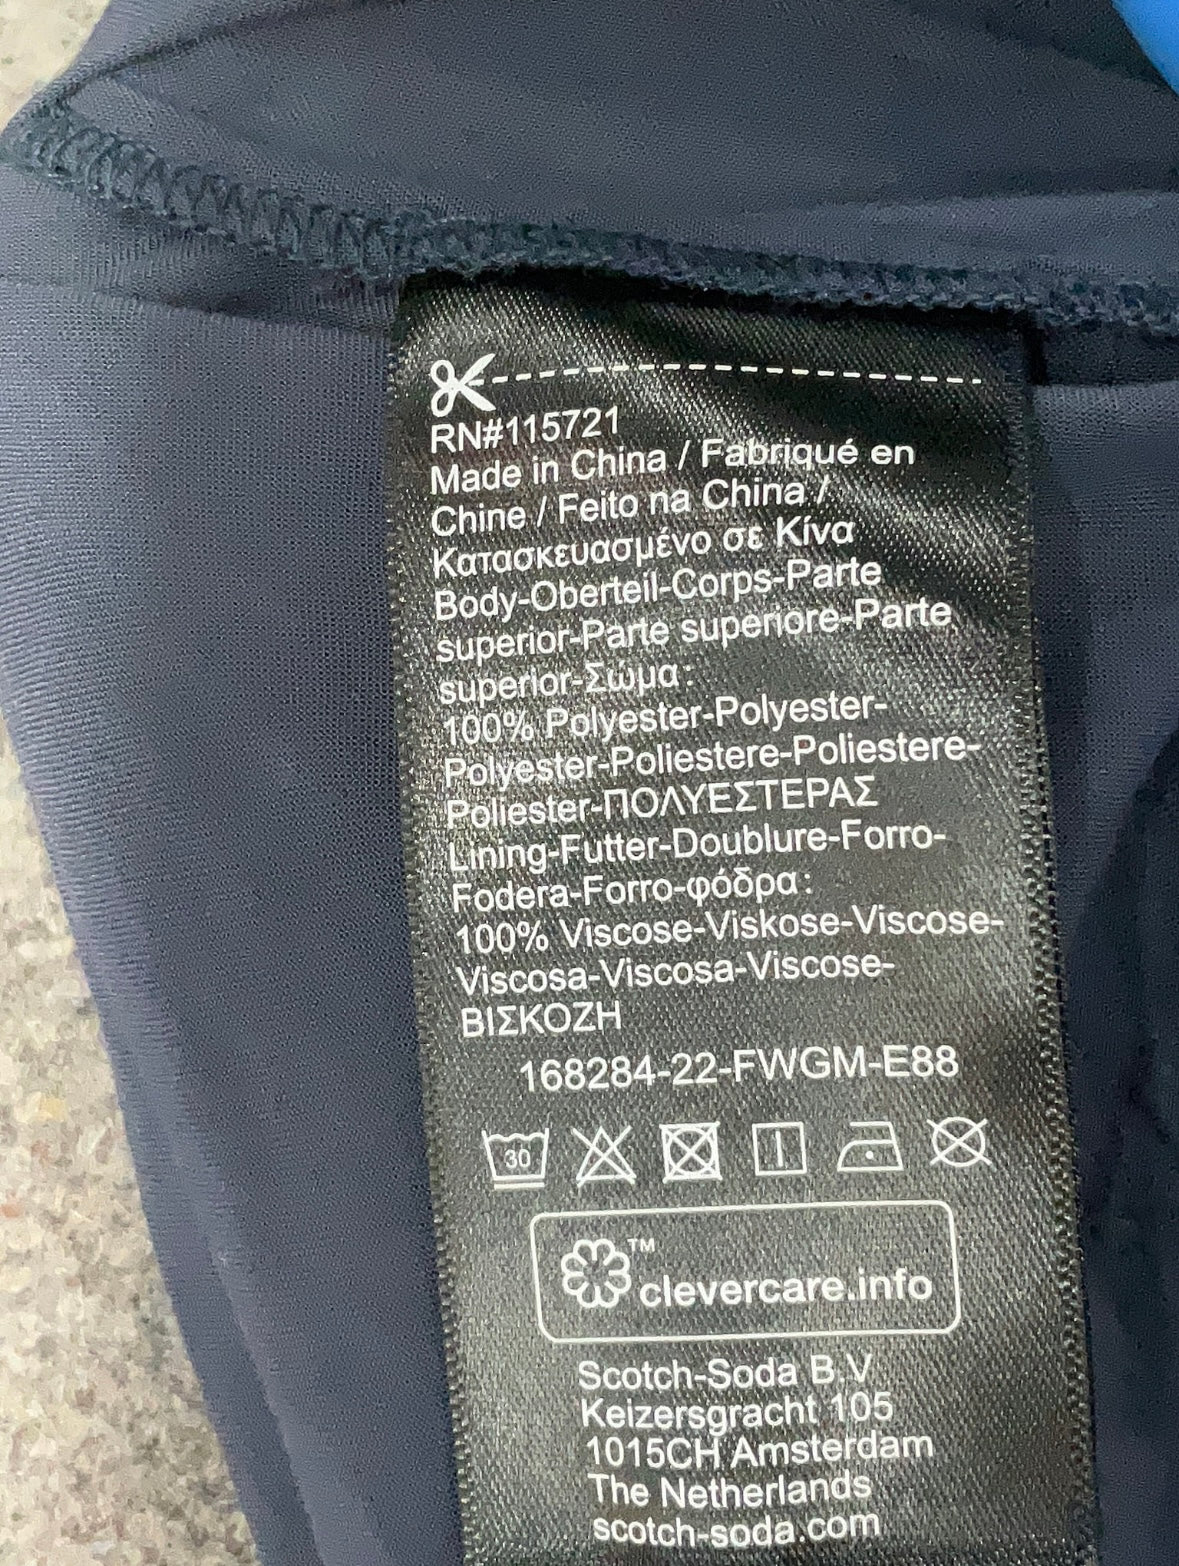 RN#115721
Made in China / Fabriqué en
Chine / Feito na China /
Κατασκευασμένο σε Κίνα
Body-Oberteil-Corps-Parte
superior-Parte superiore-Parte
superior-Σώμα:
100% Polyester-Polyester-
Polyester-Poliestere-Poliestere-
Poliester-ΠΟΛΥΕΣΤΕΡΑΣ
Lining-Futter-Doublure-Forro-
Fodera-Forro-φόδρα:
100% Viscose-Viskose-Viscose-
Viscosa-Viscosa-Viscose-
ΒΙΣΚΟΖΗ
168284-22-FWGM-E88
30
™
clevercare.info
Scotch-Soda B.V
Keizersgracht 105
1015CH Amsterdam
The Netherlands
scotch-soda.com